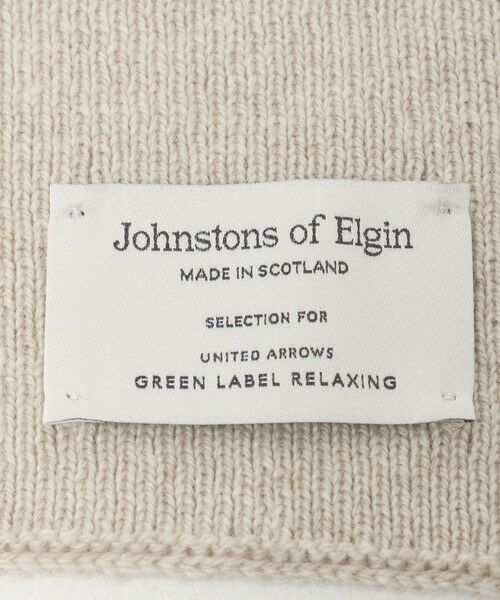 Johnstons of Elgin
MADE IN SCOTLAND
SELECTION FOR
UNITED ARROWS
GREEN LABEL RELAXING